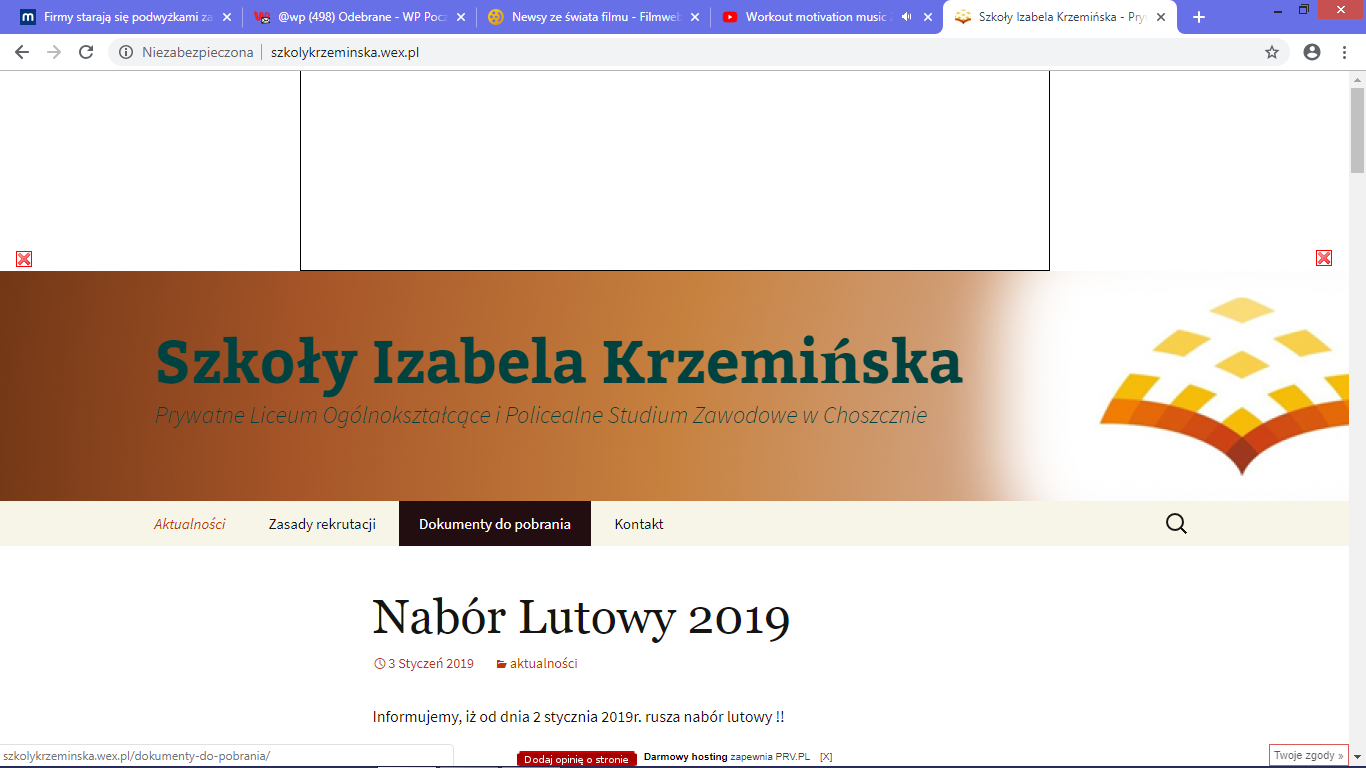 Firmy starają się podwyżkami za
@wp (498) Odebrane - WP Pocz
Newsy ze świata filmu - Filmweb
Workout motivation music 2
Szkoły Izabela Krzemińska - Pryw
Niezabezpieczona | szkolykrzeminska.wex.pl
Szkoły Izabela Krzemińska
Prywatne Liceum Ogólnokształcące i Policealne Studium Zawodowe w Choszcznie
Aktualności Zasady rekrutacji Dokumenty do pobrania Kontakt
Nabór Lutowy 2019
3 Styczeń 2019 aktualności
Informujemy, iż od dnia 2 stycznia 2019r. rusza nabór lutowy !!
szkolykrzeminska.wex.pl/dokumenty-do-pobrania/
Dodaj opinię o stronie Darmowy hosting zapewnia PRV.PL [X]
Twoje zgody »